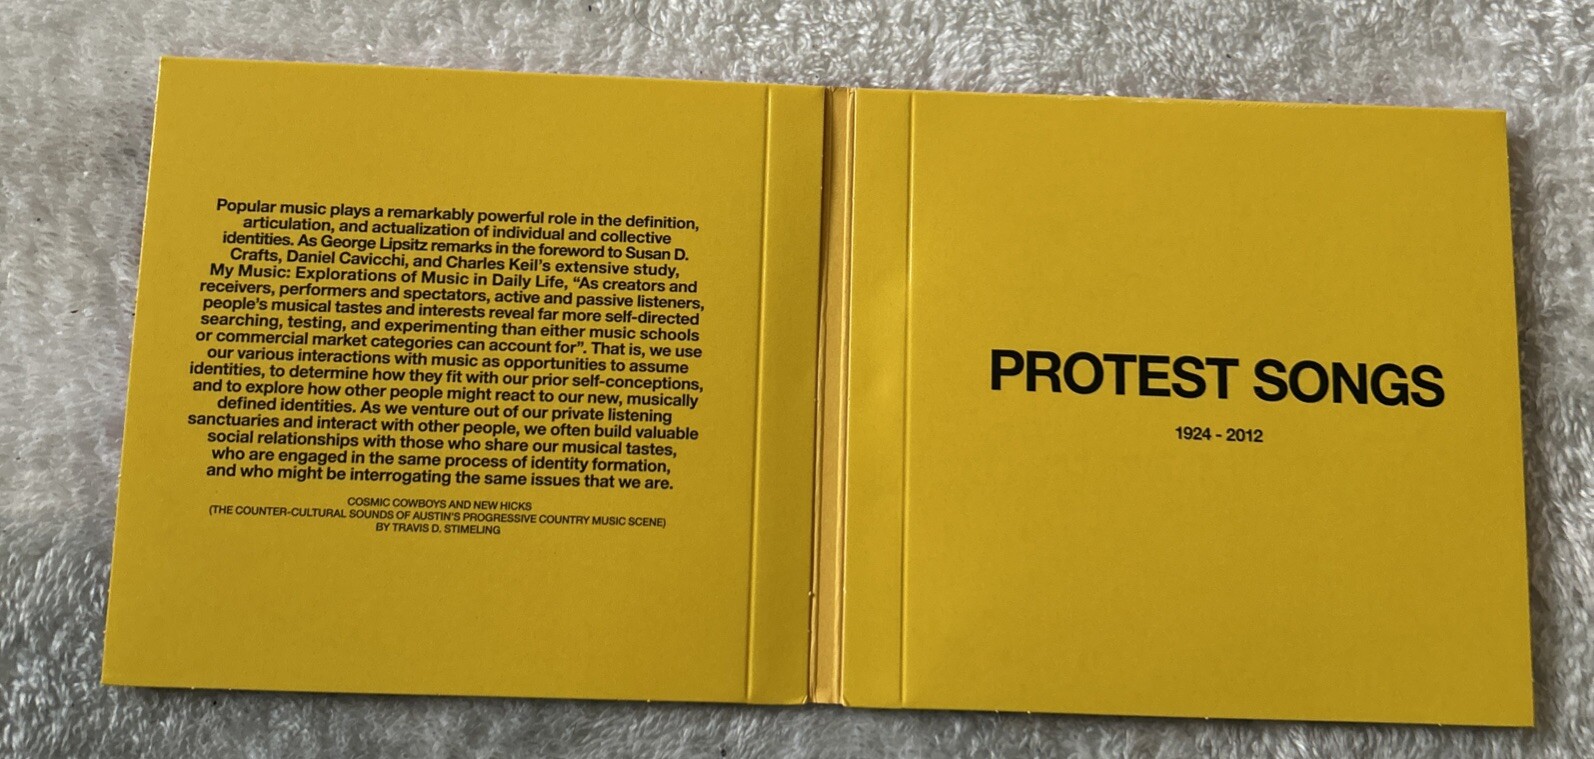 Popular music plays a remarkably powerful role in the definition,
articulation, and actualization of individual and collective
identities. As George Lipsitz remarks in the foreword to Susan D.
Crafts, Daniel Cavicchi, and Charles Keil's extensive study,
My Music: Explorations of Music in Daily Life, “As creators and
receivers, performers and spectators, active and passive listeners,
people's musical tastes and interests reveal far more self-directed
searching, testing, and experimenting than either music schools
or commercial market categories can account for”. That is, we use
our various interactions with music as opportunities to assume
identities, to determine how they fit with our prior self-conceptions,
and to explore how other people might react to our new, musically
defined identities. As we venture out of our private listening
sanctuaries and interact with other people, we often build valuable
social relationships with those who share our musical tastes,
who are engaged in the same process of identity formation,
and who might be interrogating the same issues that we are.
COSMIC COWBOYS AND NEW HICKS
(THE COUNTER-CULTURAL SOUNDS OF AUSTIN'S PROGRESSIVE COUNTRY MUSIC SCENE)
BY TRAVIS D. STIMELING
PROTEST SONGS
1924 - 2012